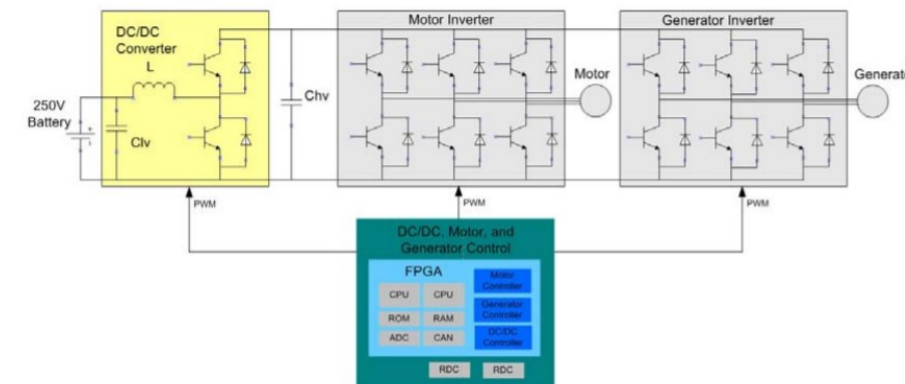 Motor Inverter
Generator Inverter
DC/DC
Converter
L
250V
Battery
Clv
Chv
Motor
Generato
PWM
PWM
PWM
DC/DC, Motor, and
Generator Control
FPGA
CPU
CPU
Motor
Controller
ROM
RAM
Generator
Controller
ADC
CAN
DC/DC
Controller
RDC
RDC